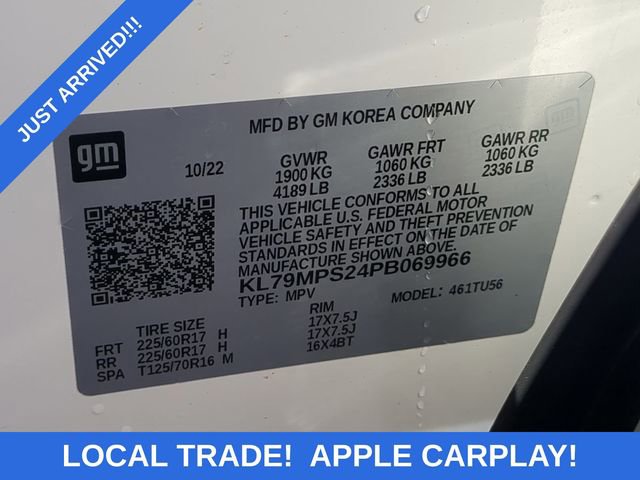 JUST ARRIVED!!!
gm
MFD BY GM KOREA COMPANY
10/22
GVWR
1900 KG
4189 LB
GAWR FRT
1060 KG
2336 LB
GAWR RR
1060 KG
2336 LB
THIS VEHICLE CONFORMS TO ALL
APPLICABLE U.S. FEDERAL MOTOR
VEHICLE SAFETY AND THEFT PREVENTION
STANDARDS IN EFFECT ON THE DATE OF
MANUFACTURE SHOWN ABOVE.
KL79MPS24PB069966
TYPE: MPV
MODEL: 461TU56
TIRE SIZE
RIM
FRT 225/60R17 H 17X7.5J
RR 225/60R17 H 17X7.5J
SPA T125/70R16 M 16X4BT
LOCAL TRADE! APPLE CARPLAY!